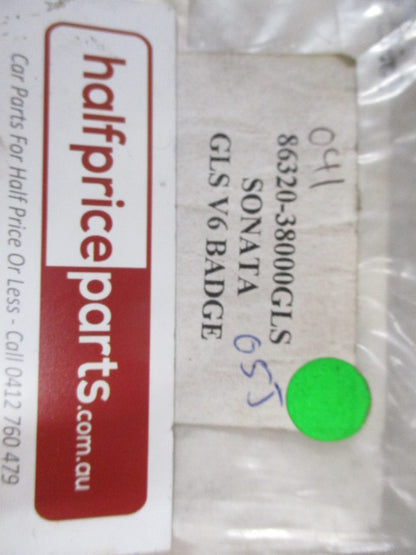 041
86320-38000GLS
SONATA
GLS V6 BADGE
halfpriceparts.com.au
Car Parts For Half Price Or Less - Call 0412 760 479